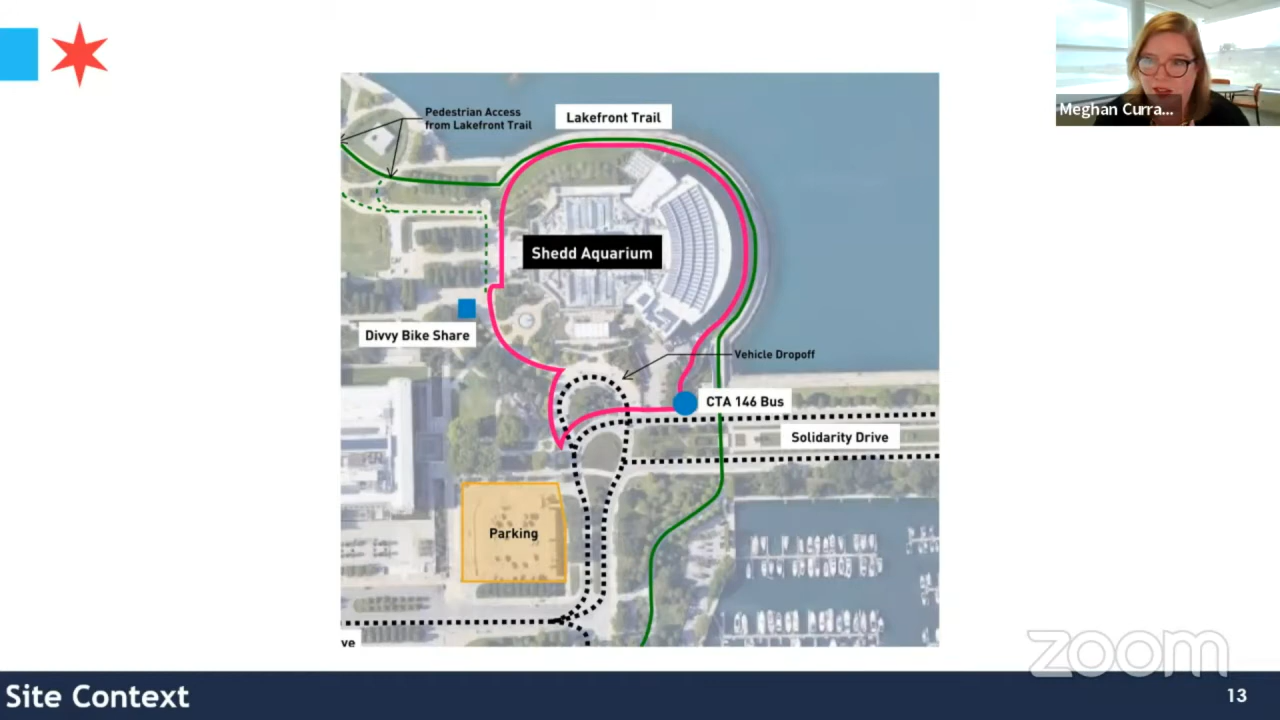 Meghan Curra...
Pedestrian Access
from Lakefront Trail
Lakefront Trail
Shedd Aquarium
Divvy Bike Share
Vehicle Dropoff
CTA 146 Bus
Solidarity Drive
Parking
ve
zoom
Site Context
13